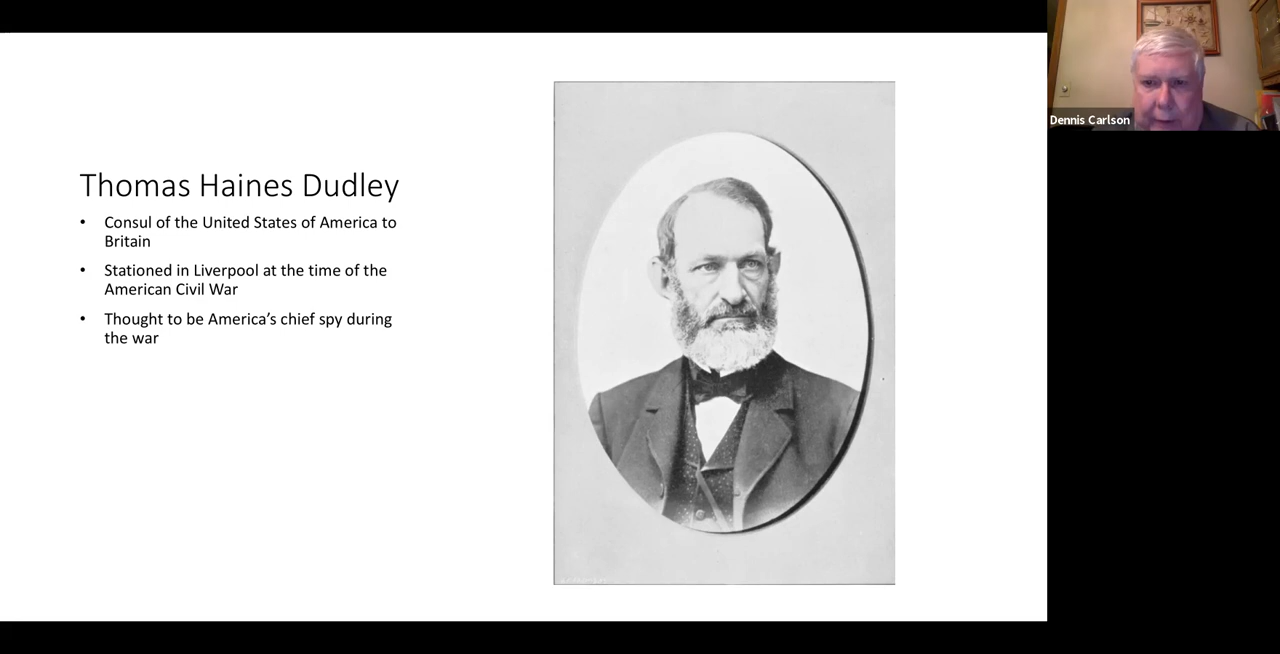 Thomas Haines Dudley
• Consul of the United States of America to
Britain
• Stationed in Liverpool at the time of the
American Civil War
• Thought to be America’s chief spy during
the war
Dennis Carlson